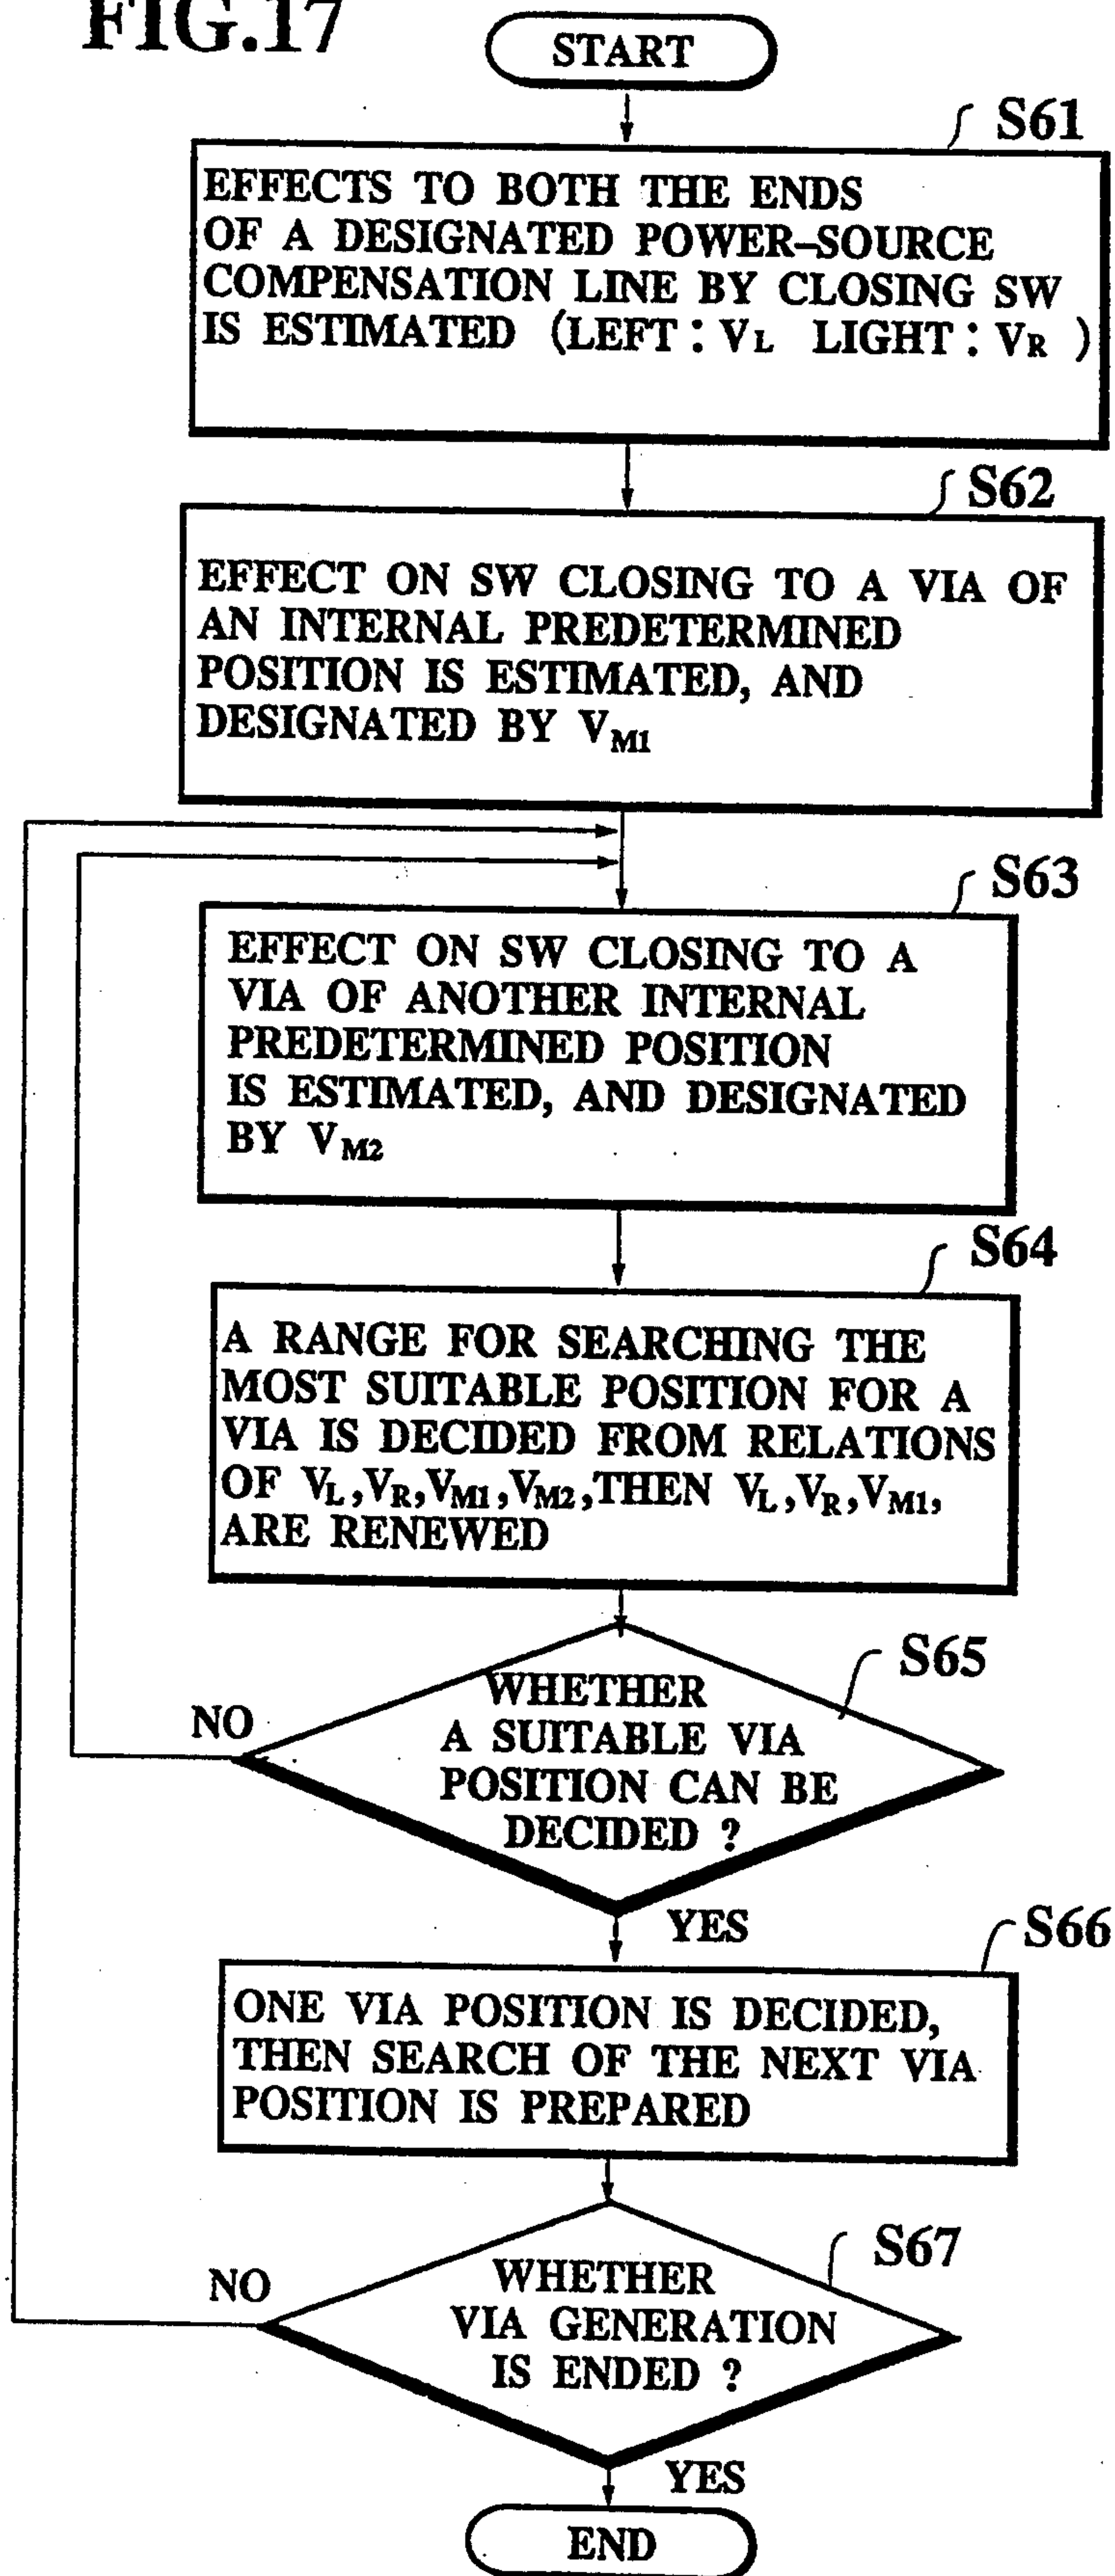 FIG.17
START
S61
EFFECTS TO BOTH THE ENDS
OF A DESIGNATED POWER-SOURCE
COMPENSATION LINE BY CLOSING SW
IS ESTIMATED (LEFT : VL LIGHT : VR )
S62
EFFECT ON SW CLOSING TO A VIA OF
AN INTERNAL PREDETERMINED
POSITION IS ESTIMATED, AND
DESIGNATED BY VM1
S63
EFFECT ON SW CLOSING TO A
VIA OF ANOTHER INTERNAL
PREDETERMINED POSITION
IS ESTIMATED, AND DESIGNATED
BY VM2
S64
A RANGE FOR SEARCHING THE
MOST SUITABLE POSITION FOR A
VIA IS DECIDED FROM RELATIONS
OF VL,VR,VM1,VM2,THEN VL,VR,VM1,
ARE RENEWED
S65
NO
WHETHER
A SUITABLE VIA
POSITION CAN BE
DECIDED ?
YES
S66
ONE VIA POSITION IS DECIDED,
THEN SEARCH OF THE NEXT VIA
POSITION IS PREPARED
S67
NO
WHETHER
VIA GENERATION
IS ENDED ?
YES
END